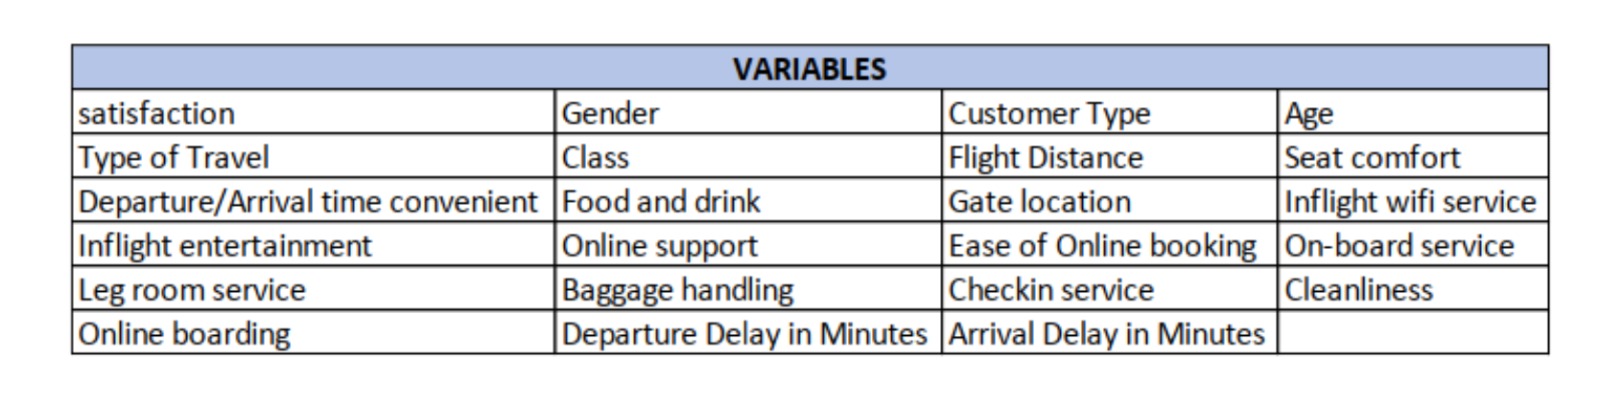 VARIABLES
satisfaction Gender Customer Type Age
Type of Travel Class Flight Distance Seat comfort
Departure/Arrival time convenient Food and drink Gate location Inflight wifi service
Inflight entertainment Online support Ease of Online booking On-board service
Leg room service Baggage handling Checkin service Cleanliness
Online boarding Departure Delay in Minutes Arrival Delay in Minutes